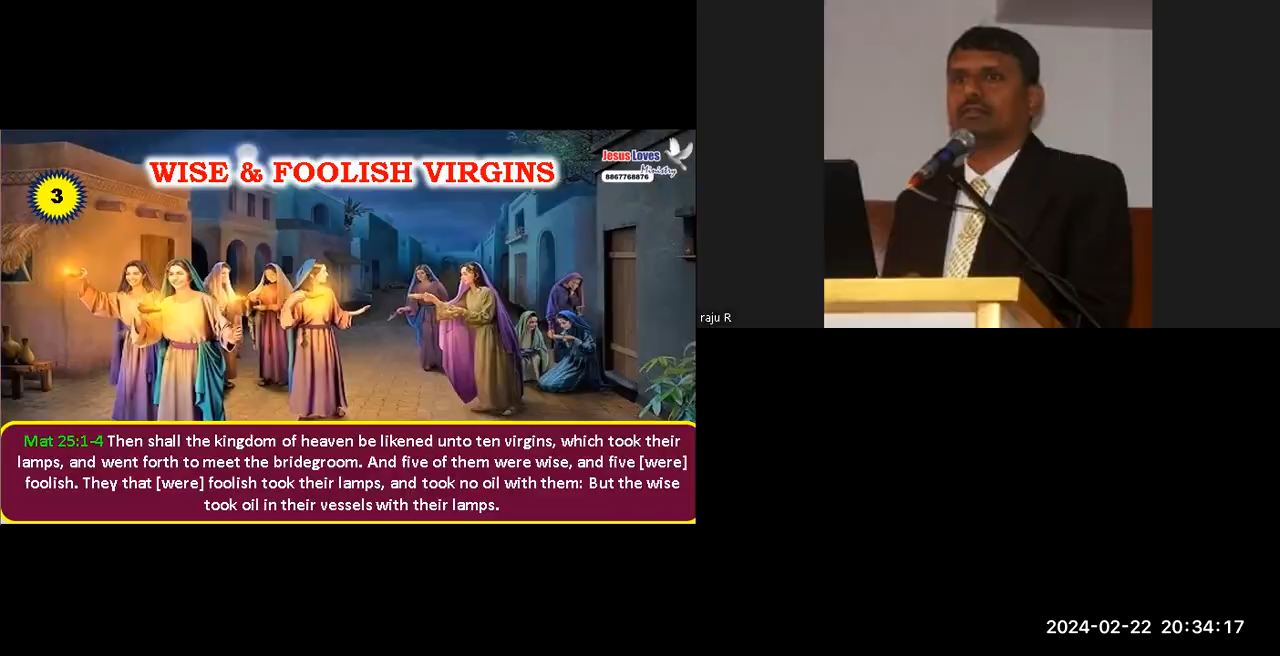 WISE & FOOLISH VIRGINS
Jesus Loves
Ministry
8867768876
3
Mat 25:1-4 Then shall the kingdom of heaven be likened unto ten virgins, which took their
lamps, and went forth to meet the bridegroom. And five of them were wise, and five [were]
foolish. They that [were] foolish took their lamps, and took no oil with them: But the wise
took oil in their vessels with their lamps.
raju R
2024-02-22 20:34:17